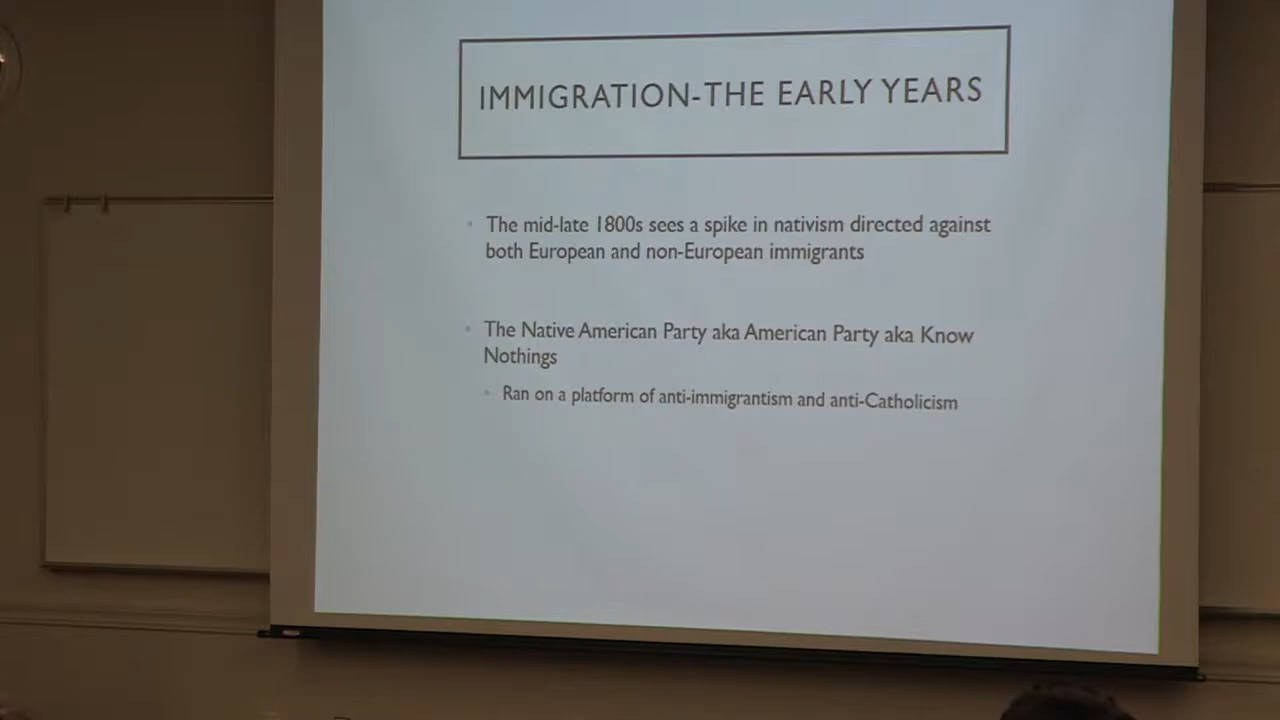 IMMIGRATION-THE EARLY YEARS
The mid-late 1800s sees a spike in nativism directed against
both European and non-European immigrants
The Native American Party aka American Party aka Know
Nothings
Ran on a platform of anti-immigrantism and anti-Catholicism